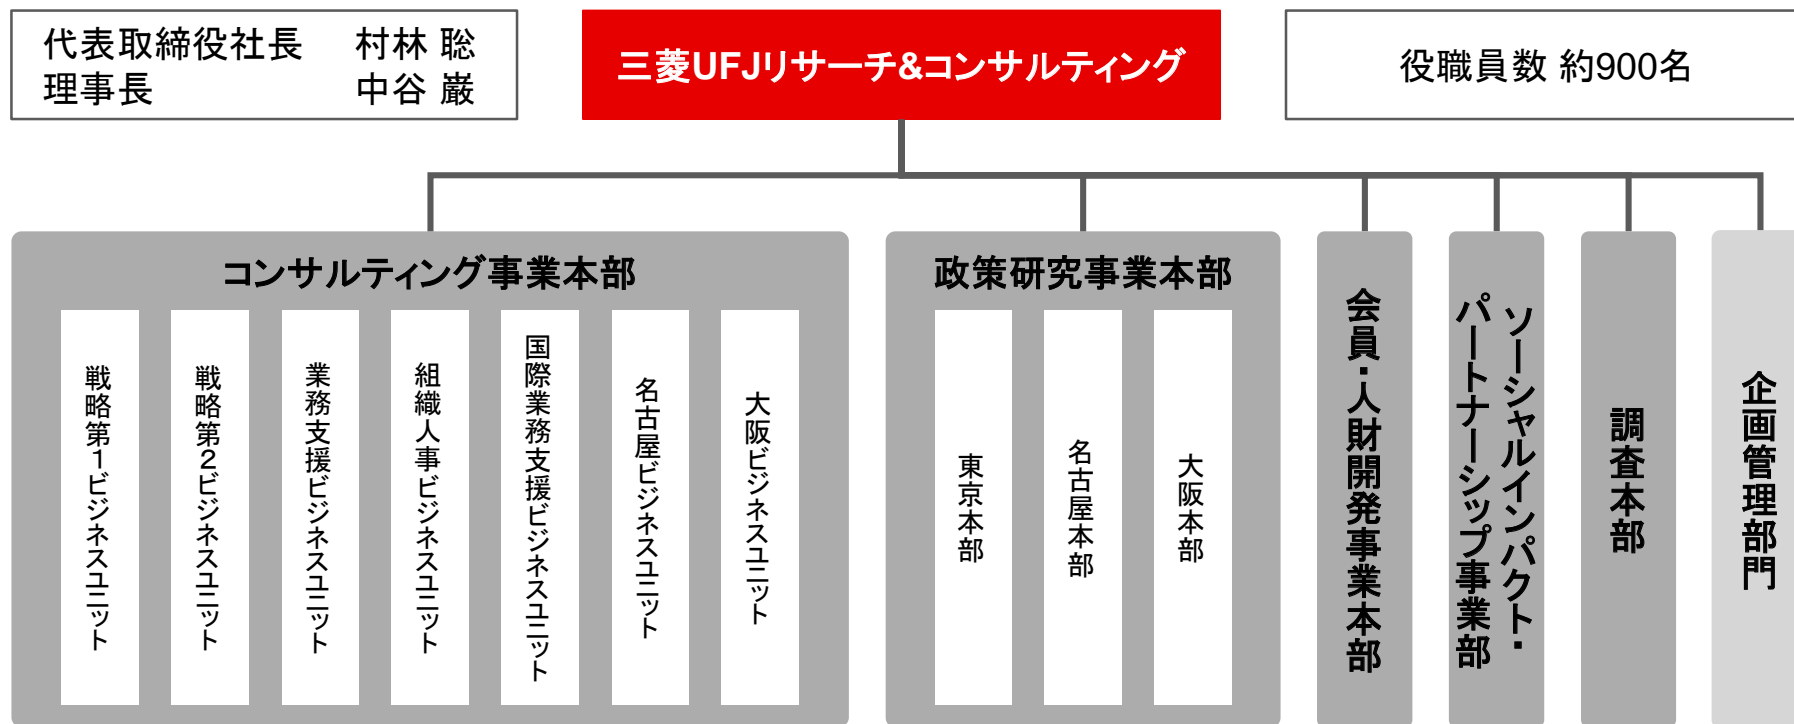 代表取締役社長 村林 聡
理事長 中谷 巌
三菱UFJリサーチ&コンサルティング
役職員数 約900名
コンサルティング事業本部
戦略第1ビジネスユニット
戦略第2ビジネスユニット
業務支援ビジネスユニット
組織人事ビジネスユニット
国際業務支援ビジネスユニット
名古屋ビジネスユニット
大阪ビジネスユニット
政策研究事業本部
東京本部
名古屋本部
大阪本部
会員・人財開発事業本部
ソーシャルインパクト・
パートナーシップ事業部
調査本部
企画管理部門